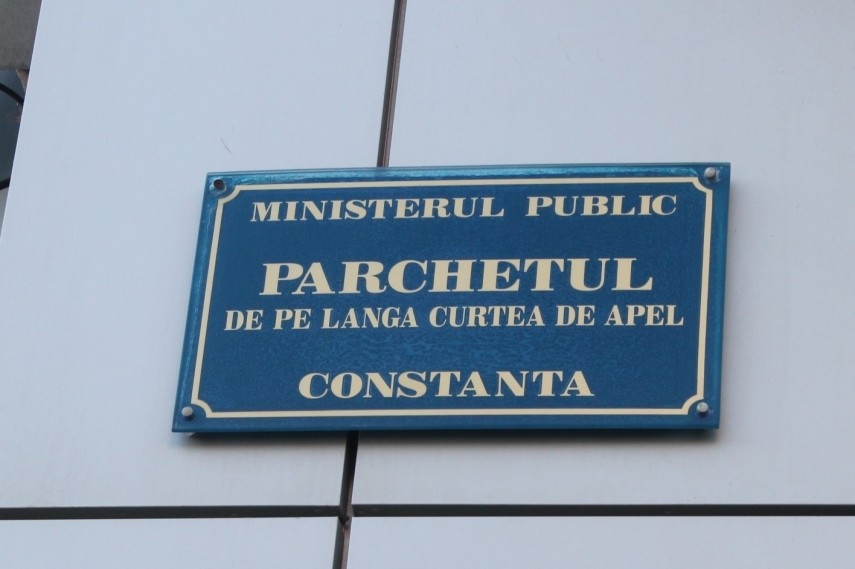 MINISTERUL PUBLIC
PARCHETUL
DE PE LANGA CURTEA DE APEL
CONSTANTA